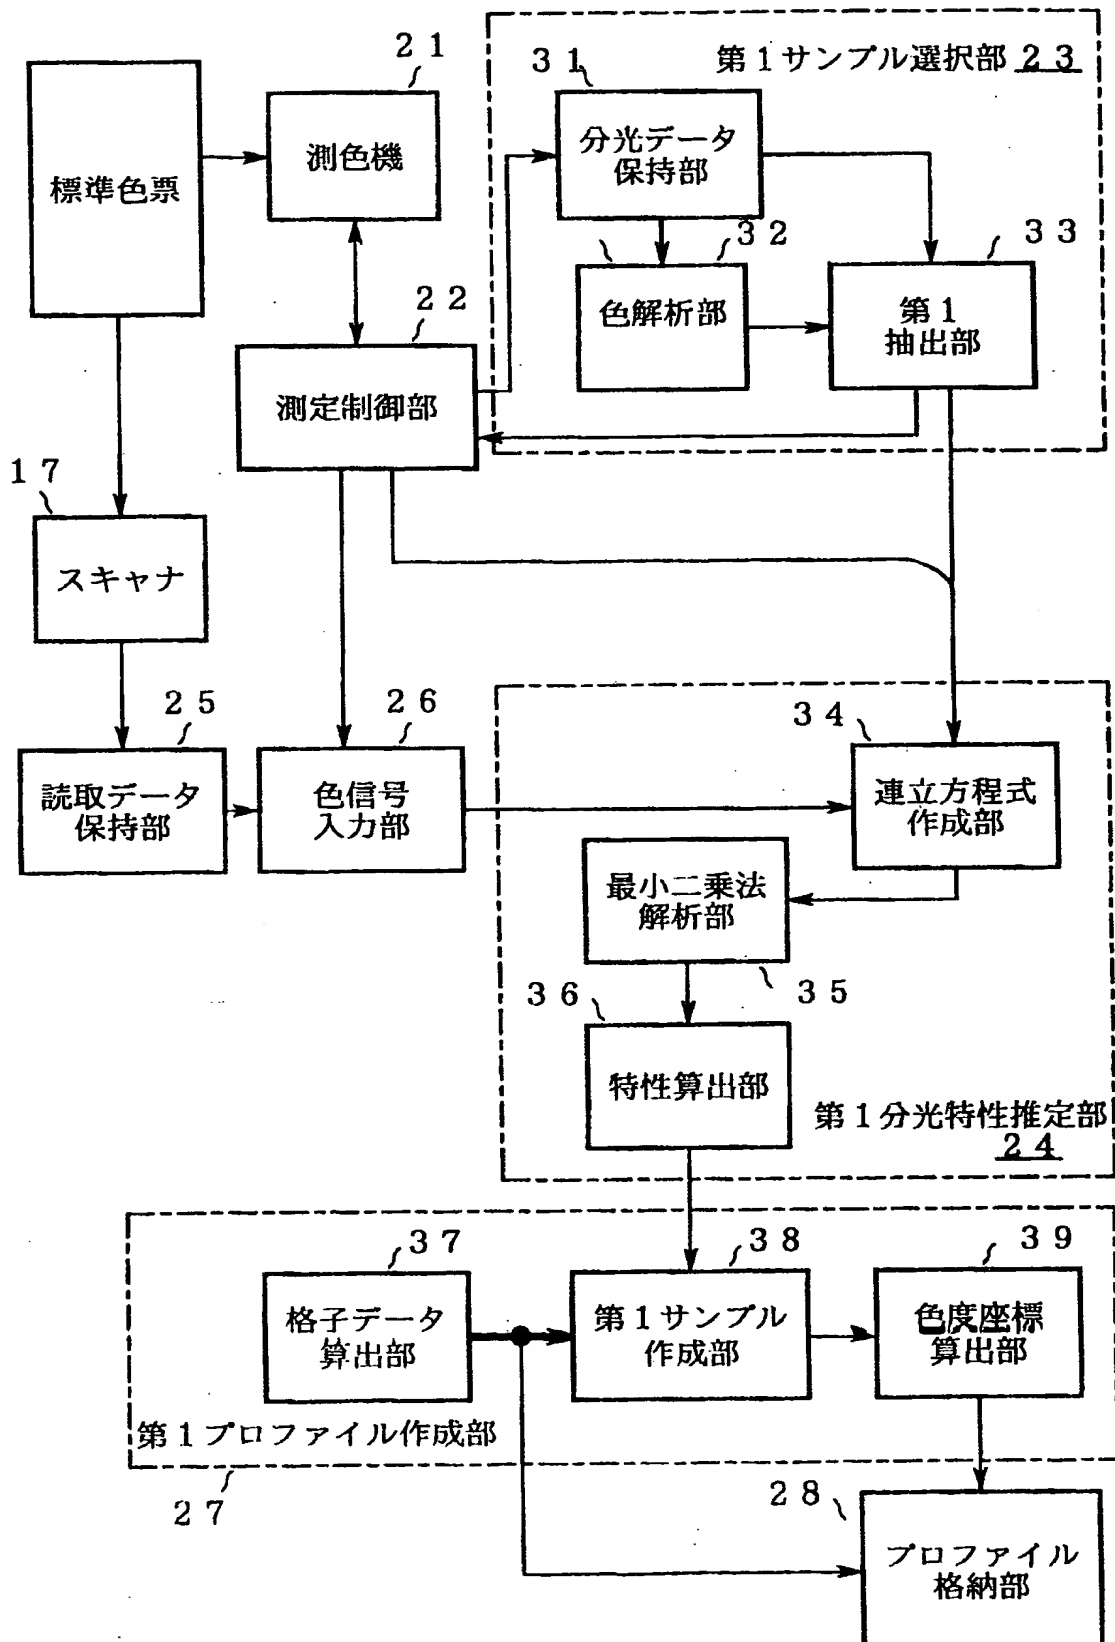 21
31
第1サンプル選択部 23
標準色票
測色機
分光データ
保持部
32
33
22
色解析部
第1
抽出部
測定制御部
17
スキャナ
25
26
34
読取データ
保持部
色信号
入力部
連立方程式
作成部
最小二乗法
解析部
35
36
特性算出部
第1分光特性推定部
24
37
38
39
格子データ
算出部
第1サンプル
作成部
色度座標
算出部
第1プロファイル作成部
27
28
プロファイル
格納部